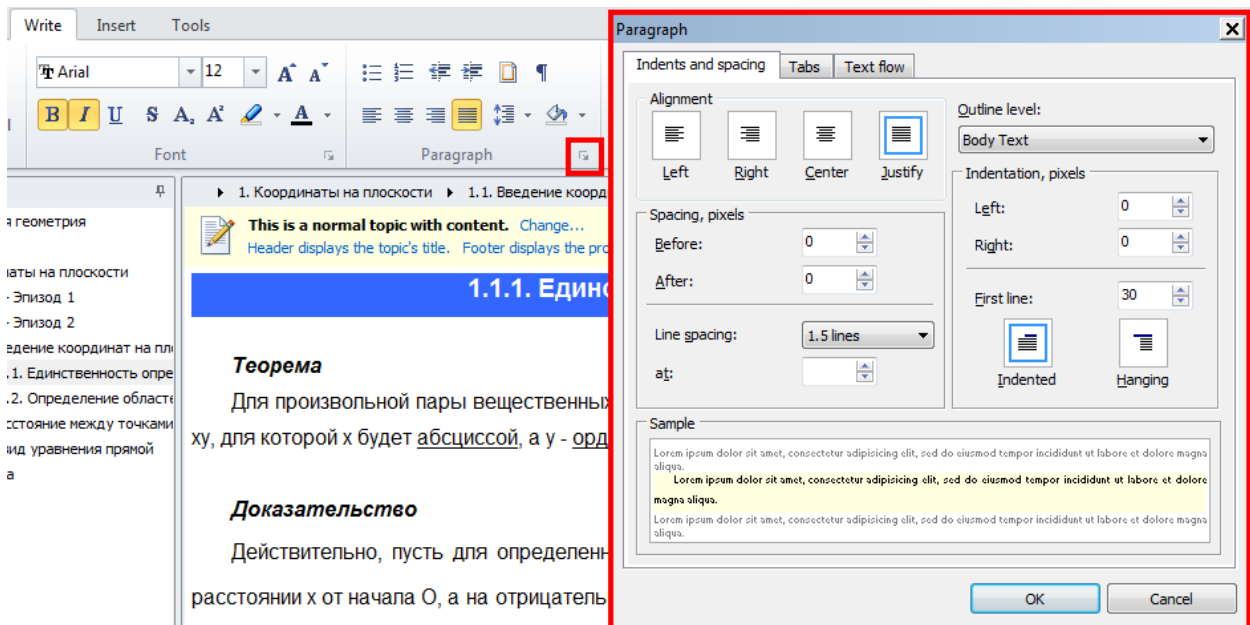 Write Insert Tools
Arial 12
B I U S A₂ A²
Font Paragraph
1. Координаты на плоскости 1.1. Введение коорд
This is a normal topic with content. Change...
Header displays the topic's title. Footer displays the pro
я геометрия
наты на плоскости
- Эпизод 1
- Эпизод 2
едение координат на пл
.1. Единственность опре
.2. Определение област
сстояние между точками
вид уравнения прямой
а
1.1.1. Един
Теорема
Для произвольной пары вещественных
xy, для которой x будет абсциссой, а y - орд
Доказательство
Действительно, пусть для определенн
расстоянии x от начала О, а на отрицатель
Paragraph
Indents and spacing Tabs Text flow
Alignment
Left Right Center Justify
Outline level:
Body Text
Spacing, pixels
Before: 0
After: 0
Line spacing: 1.5 lines
at:
Indentation, pixels
Left: 0
Right: 0
First line: 30
Indented Hanging
Sample
Lorem ipsum dolor sit amet, consectetur adipisicing elit, sed do eiusmod tempor incididunt ut labore et dolore magna
aliqua.
Lorem ipsum dolor sit amet, consectetur adipisicing elit, sed do eiusmod tempor incididunt ut labore et dolore
magna aliqua.
Lorem ipsum dolor sit amet, consectetur adipisicing elit, sed do eiusmod tempor incididunt ut labore et dolore magna
aliqua.
OK Cancel